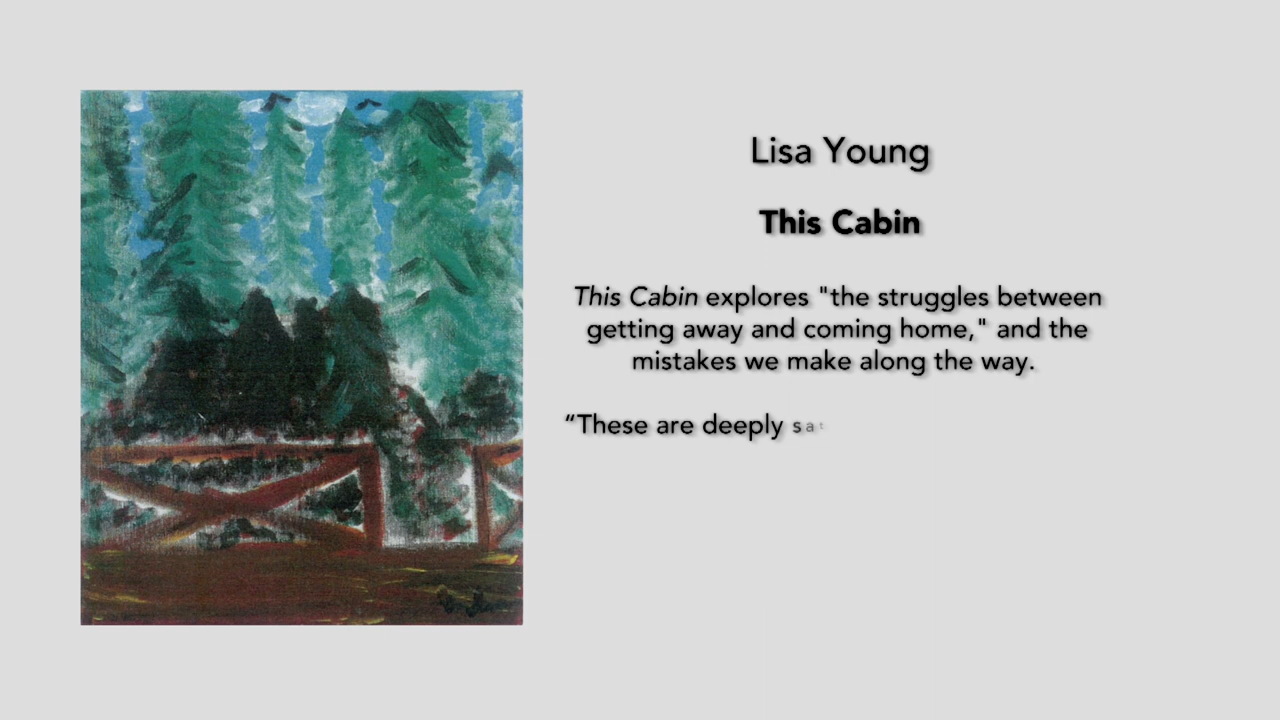 Lisa Young
This Cabin
This Cabin explores "the struggles between
getting away and coming home," and the
mistakes we make along the way.
“These are deeply sat